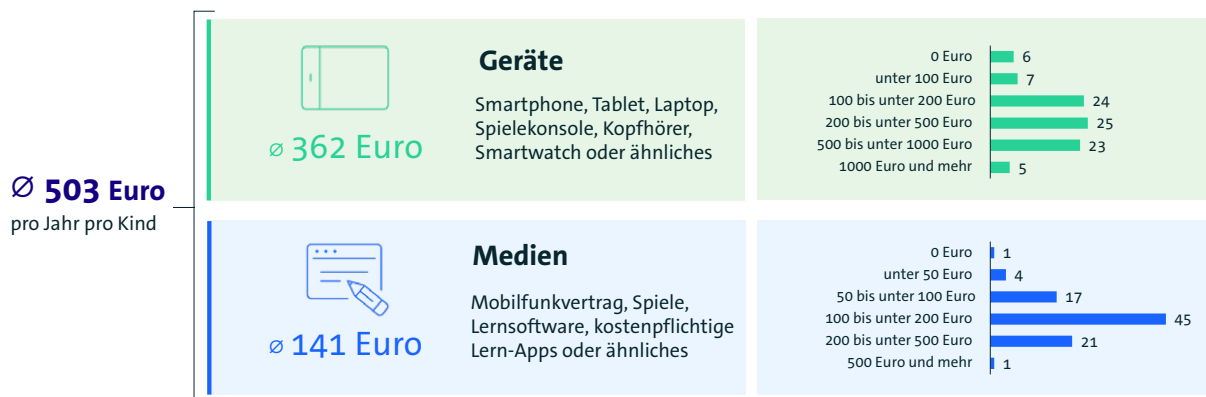 Ø 503 Euro
pro Jahr pro Kind
Ø 362 Euro
Geräte
Smartphone, Tablet, Laptop,
Spielekonsole, Kopfhörer,
Smartwatch oder ähnliches
0 Euro 6
unter 100 Euro 7
100 bis unter 200 Euro 24
200 bis unter 500 Euro 25
500 bis unter 1000 Euro 23
1000 Euro und mehr 5
Ø 141 Euro
Medien
Mobilfunkvertrag, Spiele,
Lernsoftware, kostenpflichtige
Lern-Apps oder ähnliches
0 Euro 1
unter 50 Euro 4
50 bis unter 100 Euro 17
100 bis unter 200 Euro 45
200 bis unter 500 Euro 21
500 Euro und mehr 1